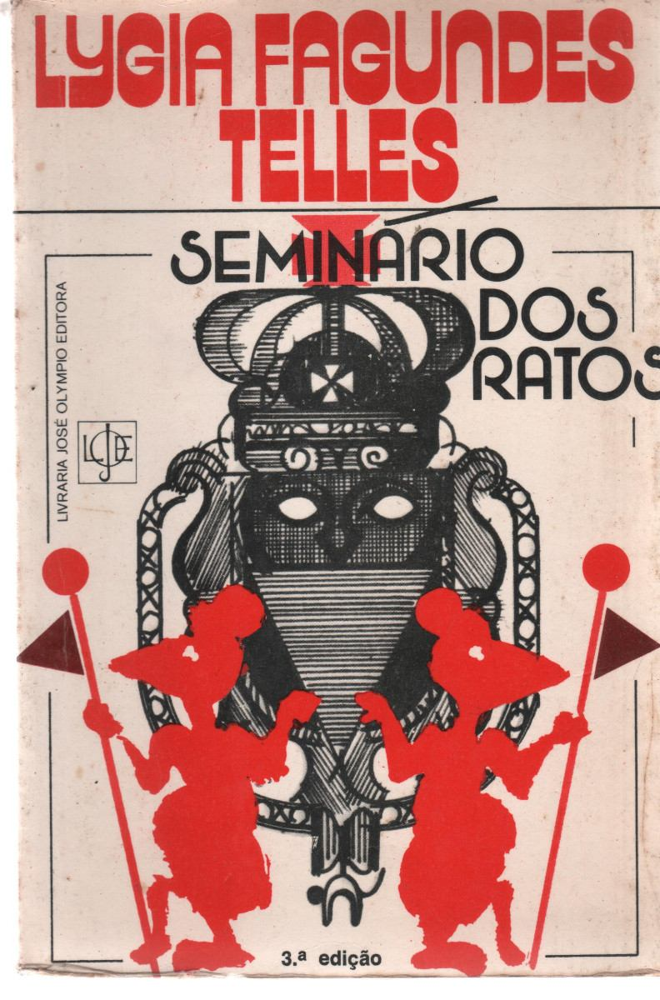 LYGIA FAGUNDES
TELLES
SEMINÁRIO
DOS
RATOS
LIVRARIA JOSÉ OLYMPIO EDITORA
LJOE
3.ª edição